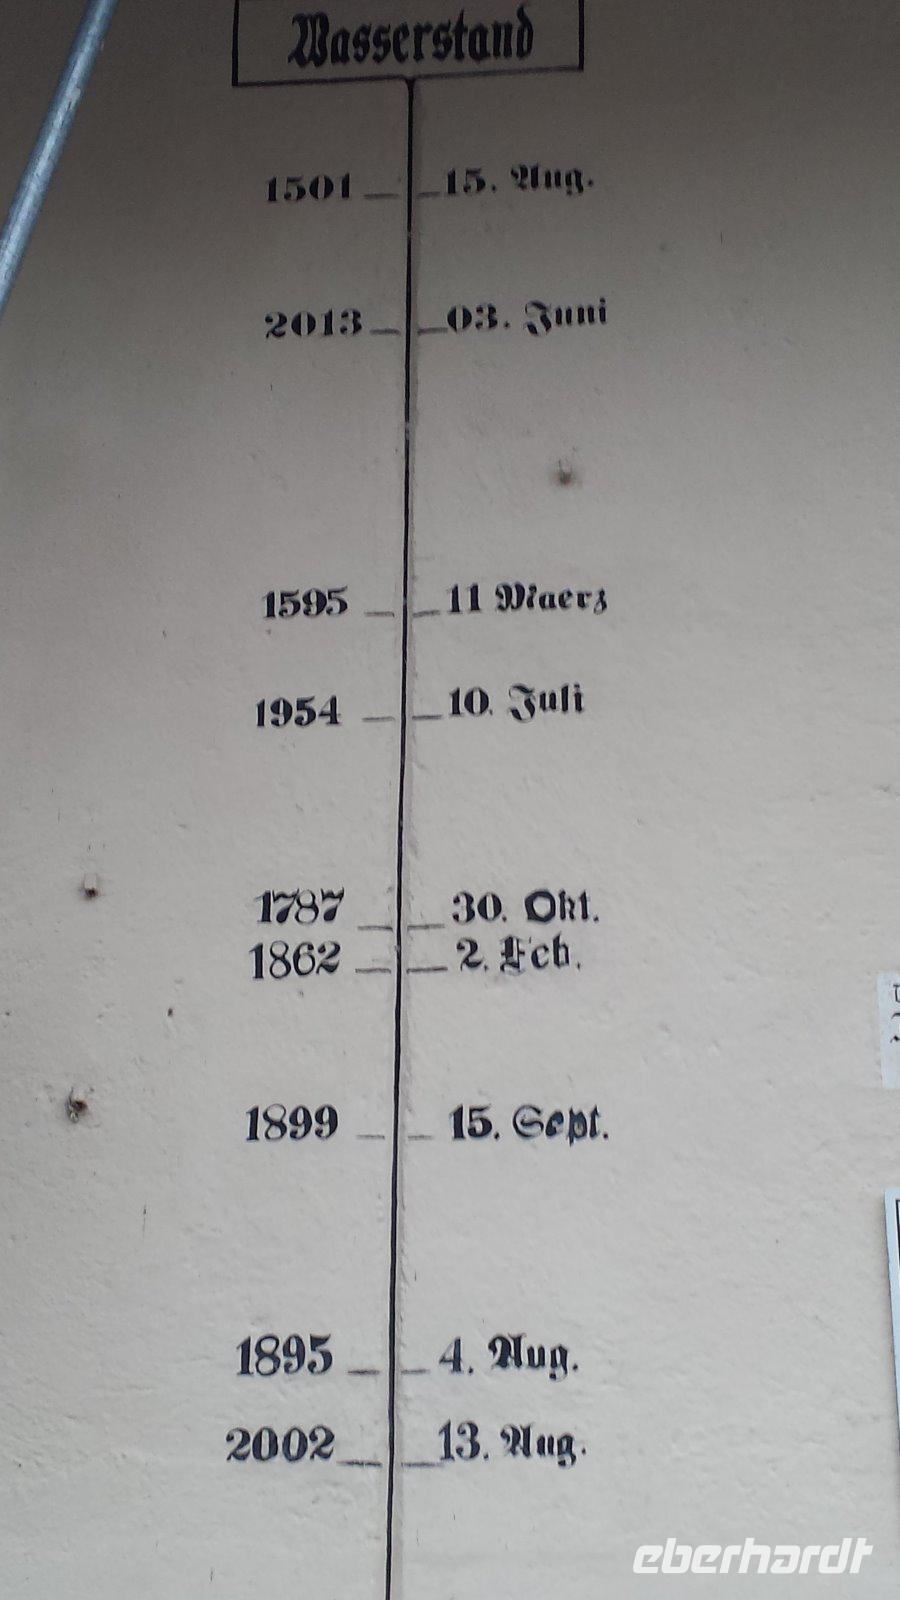 Wasserstand
1501 15. Aug.
2013 03. Juni
1595 11 Maerz
1954 10. Juli
1787 30. Okt.
1862 2. Feb.
1899 15. Sept.
1895 4. Aug.
2002 13. Aug.
eberhardt